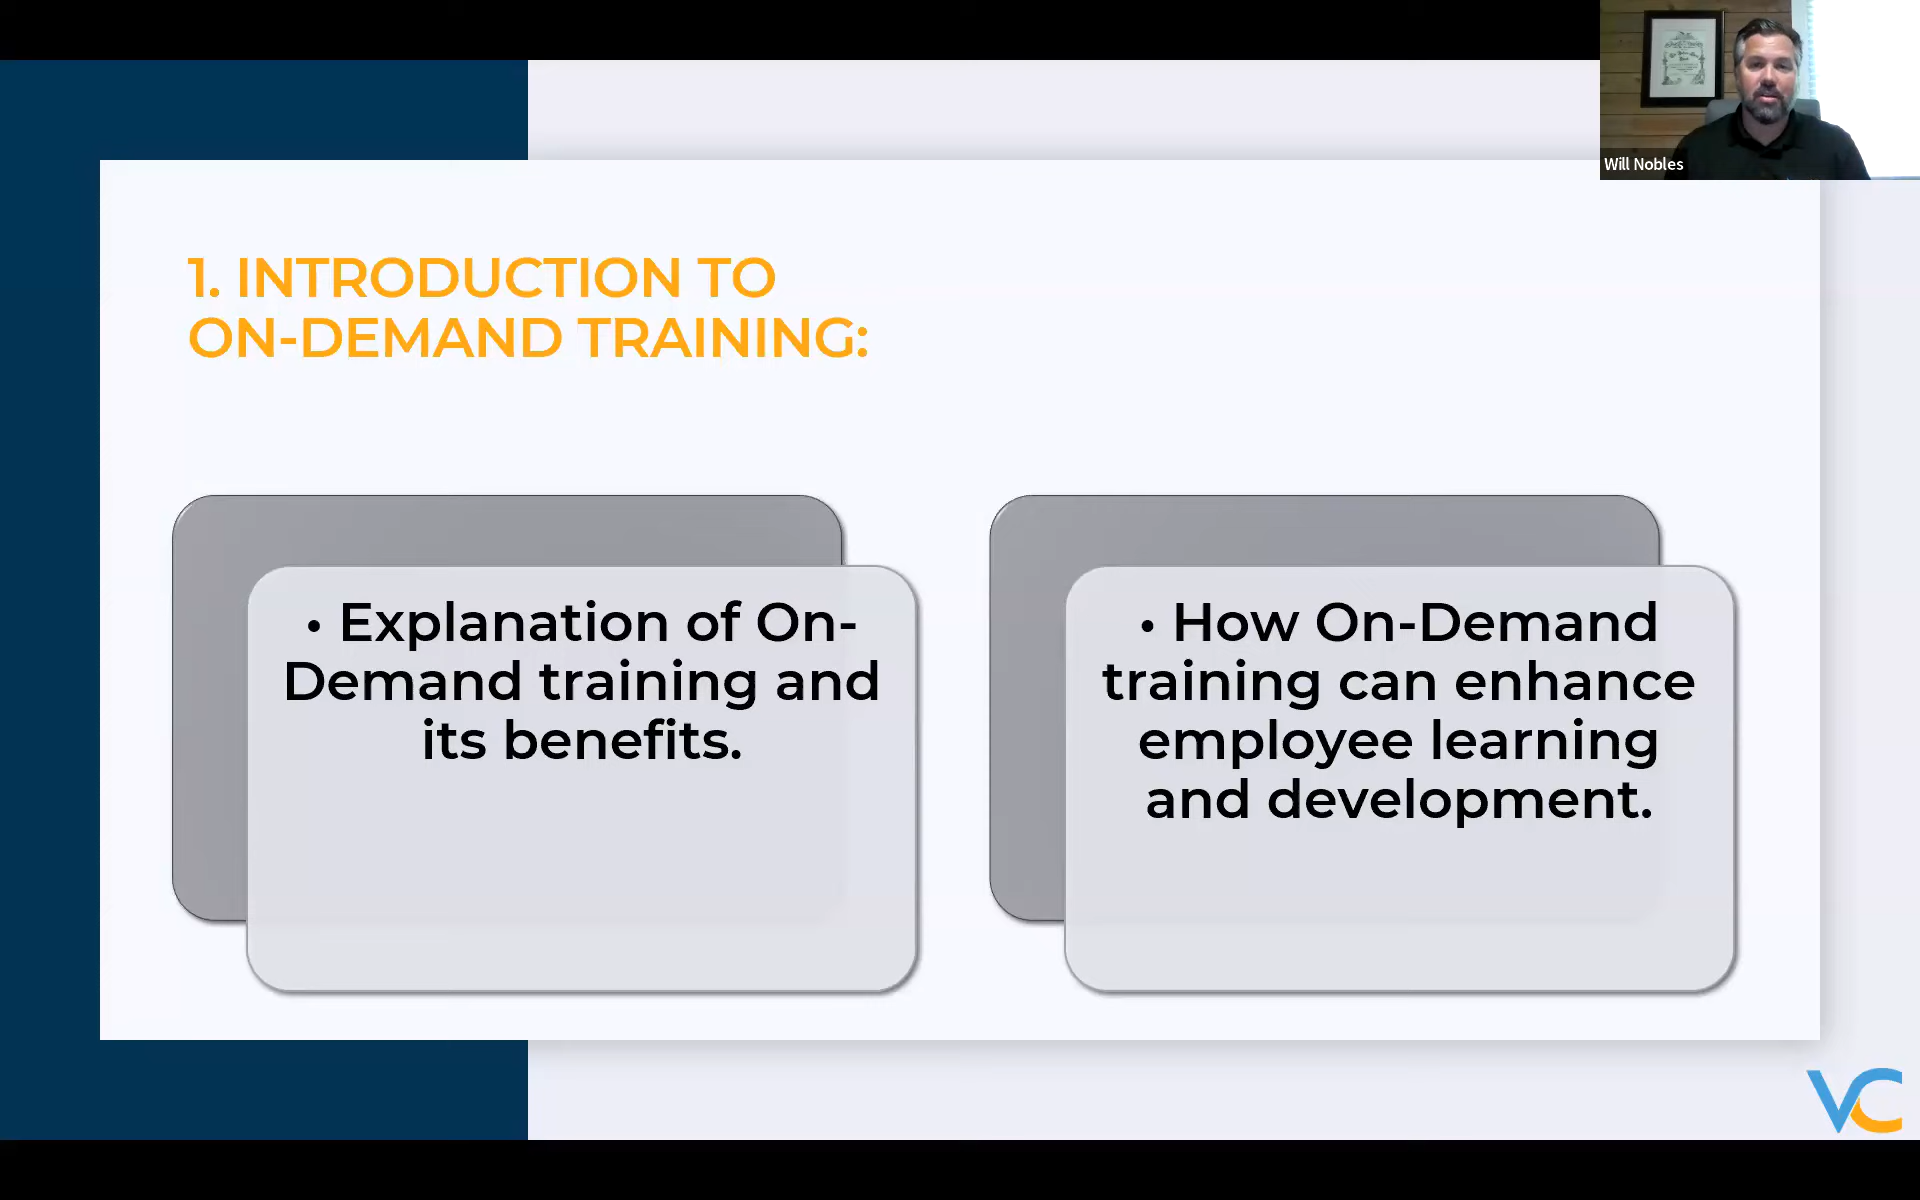 Will Nobles
1. INTRODUCTION TO
ON-DEMAND TRAINING:
• Explanation of On-
Demand training and
its benefits.
• How On-Demand
training can enhance
employee learning
and development.
VC